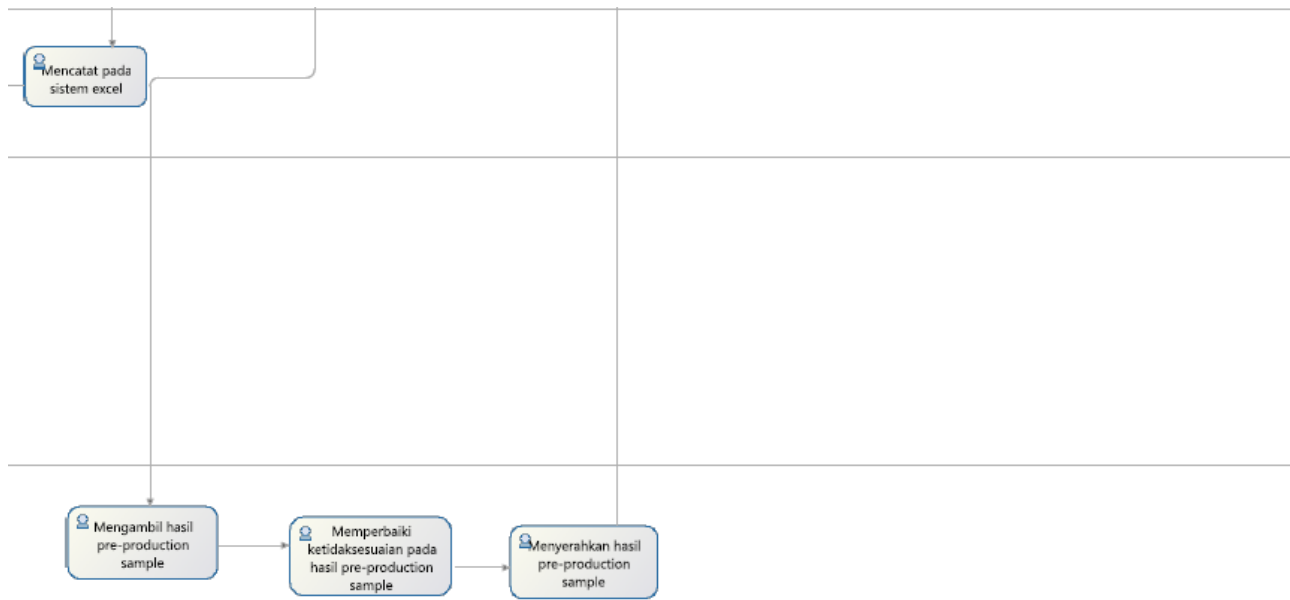 Mencatat pada
sistem excel
Mengambil hasil
pre-production
sample
Memperbaiki
ketidaksesuaian pada
hasil pre-production
sample
Menyerahkan hasil
pre-production
sample